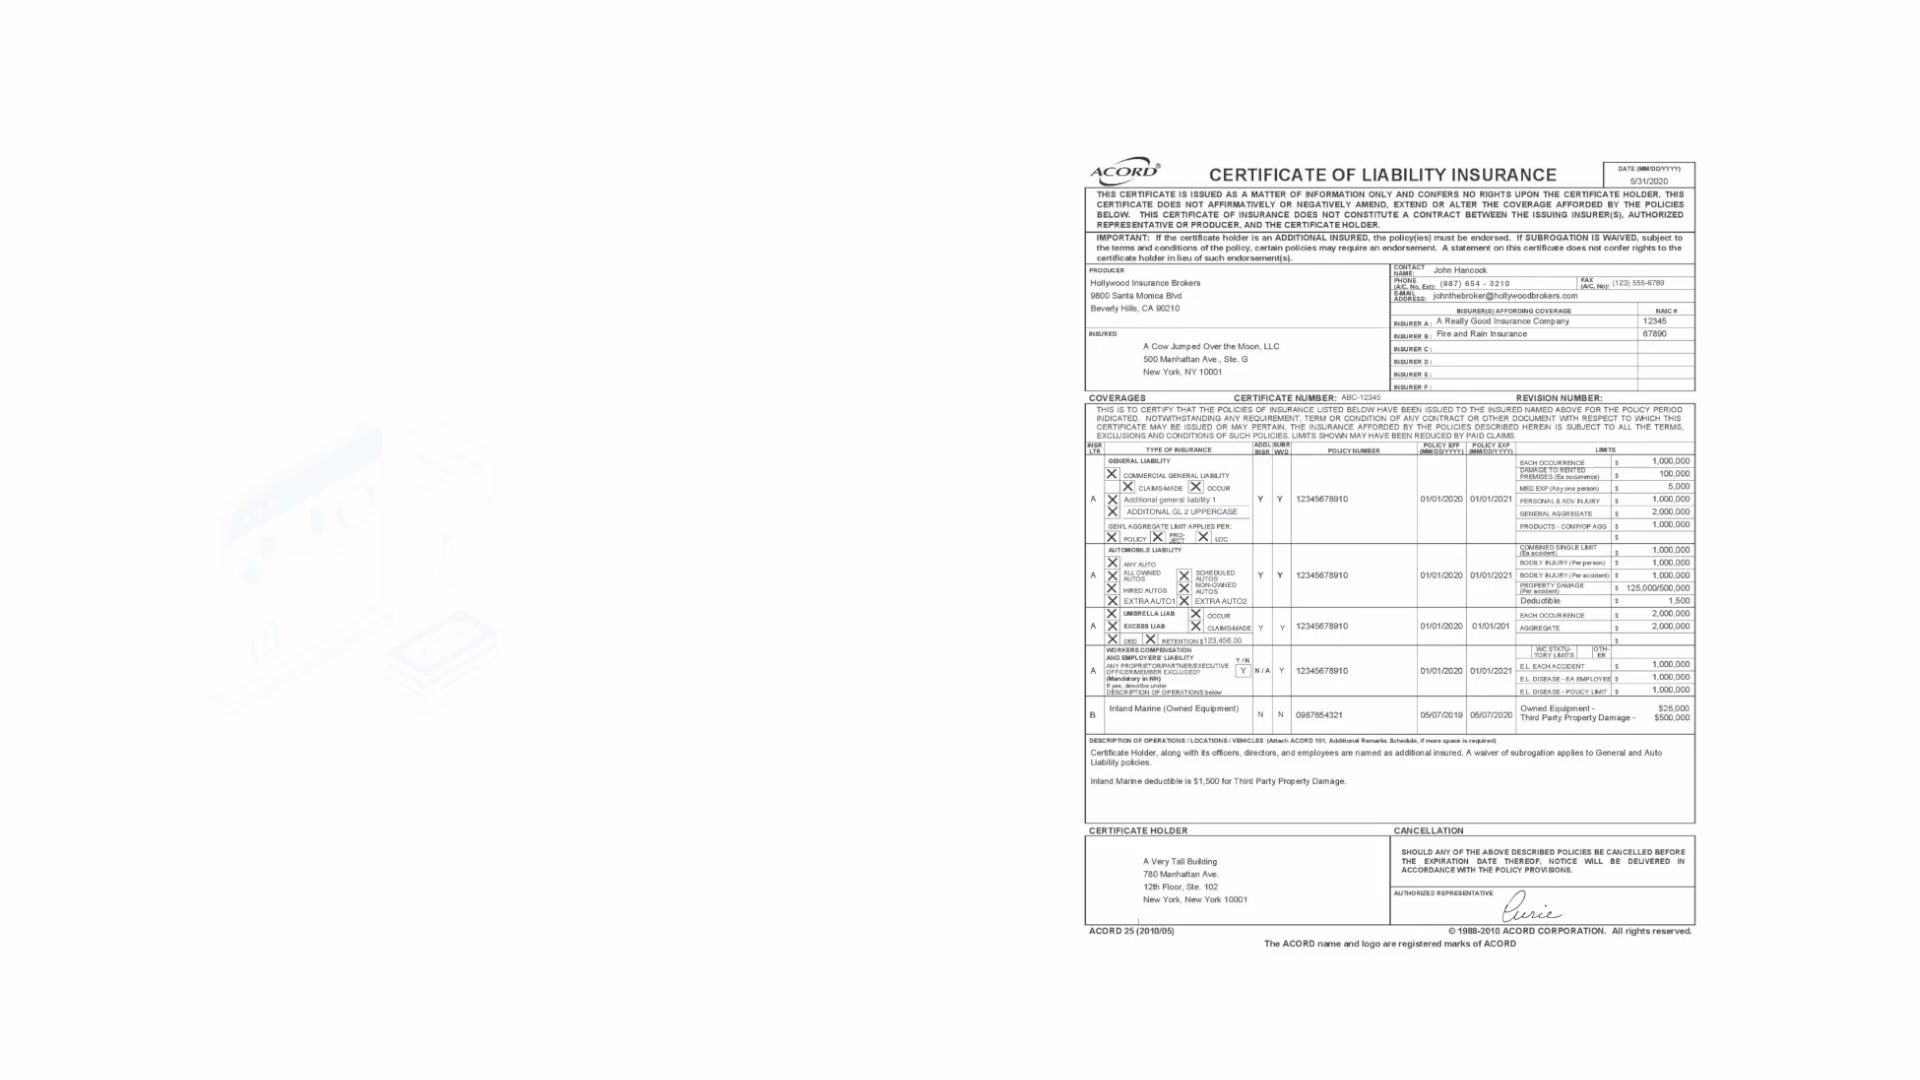 ACORD®
CERTIFICATE OF LIABILITY INSURANCE
DATE (MM/DD/YYYY)
5/31/2020
THIS CERTIFICATE IS ISSUED AS A MATTER OF INFORMATION ONLY AND CONFERS NO RIGHTS UPON THE CERTIFICATE HOLDER. THIS
CERTIFICATE DOES NOT AFFIRMATIVELY OR NEGATIVELY AMEND, EXTEND OR ALTER THE COVERAGE AFFORDED BY THE POLICIES
BELOW. THIS CERTIFICATE OF INSURANCE DOES NOT CONSTITUTE A CONTRACT BETWEEN THE ISSUING INSURER(S), AUTHORIZED
REPRESENTATIVE OR PRODUCER, AND THE CERTIFICATE HOLDER.
IMPORTANT: If the certificate holder is an ADDITIONAL INSURED, the policy(ies) must be endorsed. If SUBROGATION IS WAIVED, subject to
the terms and conditions of the policy, certain policies may require an endorsement. A statement on this certificate does not confer rights to the
certificate holder in lieu of such endorsement(s).
PRODUCER
Hollywood Insurance Brokers
9800 Santa Monica Blvd
Beverly Hills, CA 90210
CONTACT NAME: John Hancock
PHONE (A/C, No, Ext): (987) 654 - 3210 FAX (A/C, No): (123) 555-6789
E-MAIL ADDRESS: johnthebroker@hollywoodbrokers.com
INSURER(S) AFFORDING COVERAGE NAIC #
INSURER A : A Really Good Insurance Company 12345
INSURER B : Fire and Rain Insurance 67890
INSURER C :
INSURER D :
INSURER E :
INSURER F :
INSURED
A Cow Jumped Over the Moon, LLC
500 Manhattan Ave., Ste. G
New York, NY 10001
COVERAGES CERTIFICATE NUMBER: ABC-12345 REVISION NUMBER:
THIS IS TO CERTIFY THAT THE POLICIES OF INSURANCE LISTED BELOW HAVE BEEN ISSUED TO THE INSURED NAMED ABOVE FOR THE POLICY PERIOD
INDICATED. NOTWITHSTANDING ANY REQUIREMENT, TERM OR CONDITION OF ANY CONTRACT OR OTHER DOCUMENT WITH RESPECT TO WHICH THIS
CERTIFICATE MAY BE ISSUED OR MAY PERTAIN, THE INSURANCE AFFORDED BY THE POLICIES DESCRIBED HEREIN IS SUBJECT TO ALL THE TERMS,
EXCLUSIONS AND CONDITIONS OF SUCH POLICIES. LIMITS SHOWN MAY HAVE BEEN REDUCED BY PAID CLAIMS.
INSR LTR TYPE OF INSURANCE ADDL INSR SUBR WVD POLICY NUMBER POLICY EFF (MM/DD/YYYY) POLICY EXP (MM/DD/YYYY) LIMITS
GENERAL LIABILITY
X COMMERCIAL GENERAL LIABILITY
X CLAIMS-MADE X OCCUR
X Additional general liability 1
X ADDITONAL GL 2 UPPERCASE
GEN'L AGGREGATE LIMIT APPLIES PER:
X POLICY X PRO-JECT X LOC
A Y Y 12345678910 01/01/2020 01/01/2021
EACH OCCURRENCE $ 1,000,000
DAMAGE TO RENTED PREMISES (Ea occurrence) $ 100,000
MED EXP (Any one person) $ 5,000
PERSONAL & ADV INJURY $ 1,000,000
GENERAL AGGREGATE $ 2,000,000
PRODUCTS - COMP/OP AGG $ 1,000,000
$
AUTOMOBILE LIABILITY
X ANY AUTO
X ALL OWNED AUTOS X SCHEDULED AUTOS
X HIRED AUTOS X NON-OWNED AUTOS
X EXTRA AUTO1 X EXTRA AUTO2
A Y Y 12345678910 01/01/2020 01/01/2021
COMBINED SINGLE LIMIT (Ea accident) $ 1,000,000
BODILY INJURY (Per person) $ 1,000,000
BODILY INJURY (Per accident) $ 1,000,000
PROPERTY DAMAGE (Per accident) $ 125,000/500,000
Deductible $ 1,500
X UMBRELLA LIAB X OCCUR
X EXCESS LIAB X CLAIMS-MADE
X DED X RETENTION $ 123,456.00
A Y Y 12345678910 01/01/2020 01/01/201
EACH OCCURRENCE $ 2,000,000
AGGREGATE $ 2,000,000
$
WORKERS COMPENSATION
AND EMPLOYERS' LIABILITY Y / N
ANY PROPRIETOR/PARTNER/EXECUTIVE
OFFICER/MEMBER EXCLUDED? Y
(Mandatory in NH)
If yes, describe under
DESCRIPTION OF OPERATIONS below
A N / A Y 12345678910 01/01/2020 01/01/2021
WC STATU-TORY LIMITS OTH-ER
E.L. EACH ACCIDENT $ 1,000,000
E.L. DISEASE - EA EMPLOYEE $ 1,000,000
E.L. DISEASE - POLICY LIMIT $ 1,000,000
B Inland Marine (Owned Equipment) N N 0987654321 05/07/2019 05/07/2020
Owned Equipment - $25,000
Third Party Property Damage - $500,000
DESCRIPTION OF OPERATIONS / LOCATIONS / VEHICLES (Attach ACORD 101, Additional Remarks Schedule, if more space is required)
Certificate Holder, along with its officers, directors, and employees are named as additional insured. A waiver of subrogation applies to General and Auto
Liability policies.
Inland Marine deductible is $1,500 for Third Party Property Damage.
CERTIFICATE HOLDER
A Very Tall Building
780 Manhattan Ave.
12th Floor, Ste. 102
New York, New York 10001
CANCELLATION
SHOULD ANY OF THE ABOVE DESCRIBED POLICIES BE CANCELLED BEFORE
THE EXPIRATION DATE THEREOF, NOTICE WILL BE DELIVERED IN
ACCORDANCE WITH THE POLICY PROVISIONS.
AUTHORIZED REPRESENTATIVE
ACORD 25 (2010/05)
© 1988-2010 ACORD CORPORATION. All rights reserved.
The ACORD name and logo are registered marks of ACORD